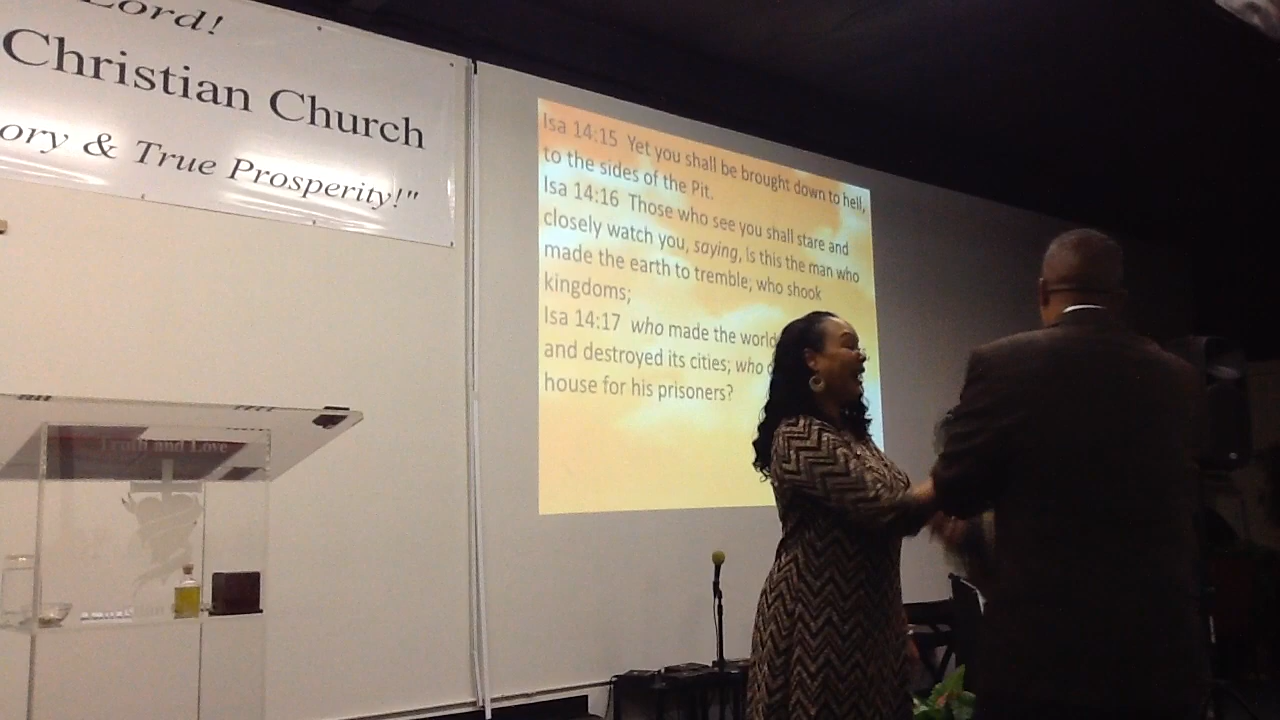 Lord!
Christian Church
ory & True Prosperity!"
Isa 14:15 Yet you shall be brought down to hell,
to the sides of the Pit.
Isa 14:16 Those who see you shall stare and
closely watch you, saying, Is this the man who
made the earth to tremble; who shook
kingdoms;
Isa 14:17 who made the world
and destroyed its cities; who
house for his prisoners?
Truth and Love